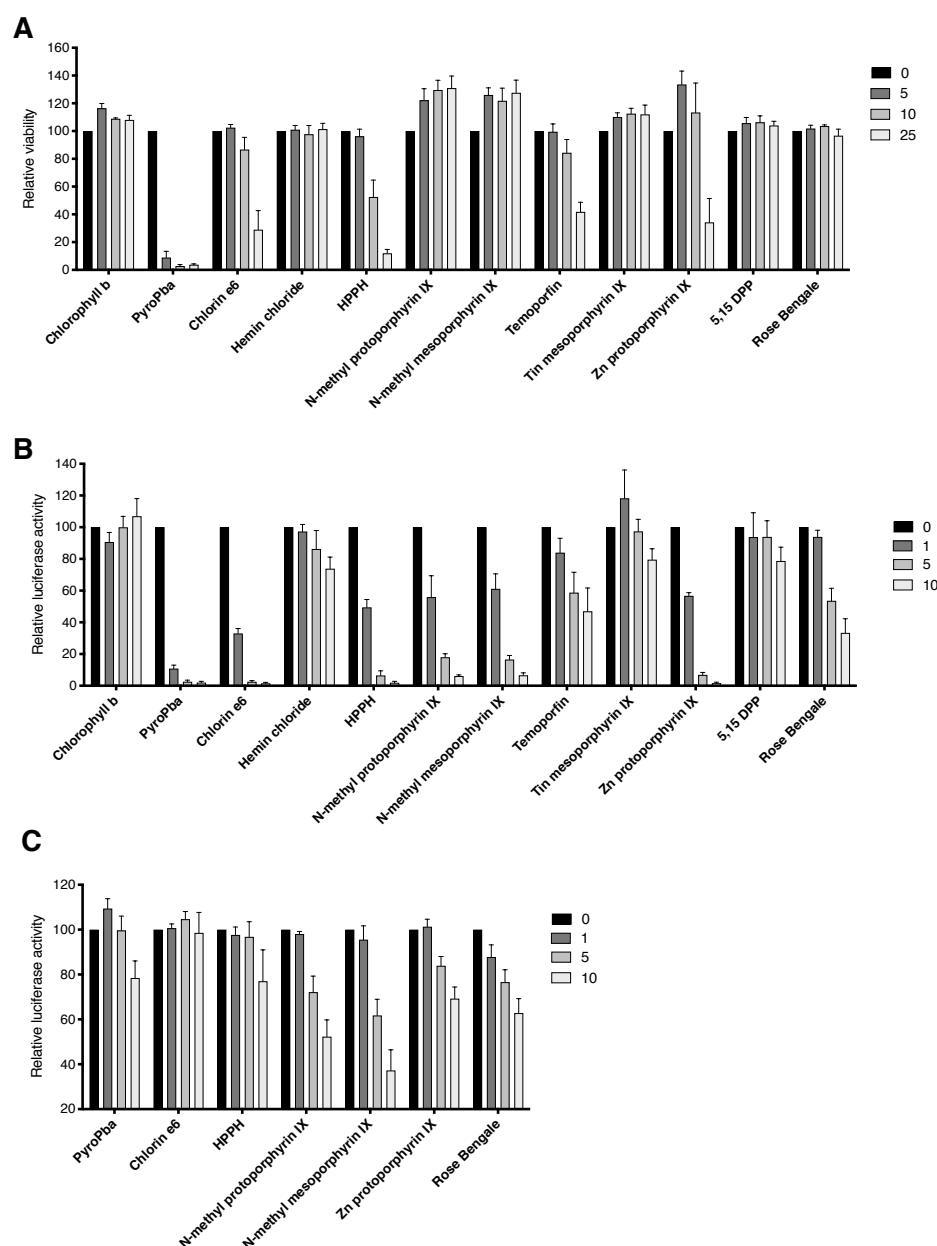 A
Relative viability
160
140
120
100
80
60
40
20
0
Chlorophyll b
PyroPba
Chlorin e6
Hemin chloride
HPPH
N-methyl protoporphyrin IX
N-methyl mesoporphyrin IX
Temoporfin
Tin mesoporphyrin IX
Zn protoporphyrin IX
5,15 DPP
Rose Bengale
0
5
10
25
B
Relative luciferase activity
140
120
100
80
60
40
20
0
Chlorophyll b
PyroPba
Chlorin e6
Hemin chloride
HPPH
N-methyl protoporphyrin IX
N-methyl mesoporphyrin IX
Temoporfin
Tin mesoporphyrin IX
Zn protoporphyrin IX
5,15 DPP
Rose Bengale
0
1
5
10
C
Relative luciferase activity
120
100
80
60
40
20
PyroPba
Chlorin e6
HPPH
N-methyl protoporphyrin IX
N-methyl mesoporphyrin IX
Zn protoporphyrin IX
Rose Bengale
0
1
5
10